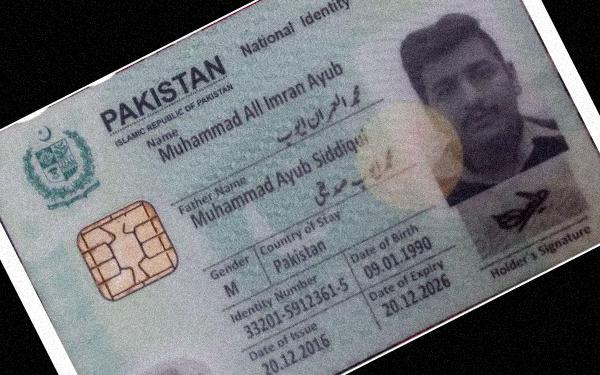 PAKISTAN National Identity
ISLAMIC REPUBLIC OF PAKISTAN
Name
Muhammad Ali Imran Ayub
محمد علی عمران ایوب
Father Name
Muhammad Ayub Siddiqui
محمد ایوب صدیقی
Gender Country of Stay
M Pakistan
Identity Number Date of Birth
33201-5912361-5 09.01.1990
Date of Issue Date of Expiry
20.12.2016 20.12.2026
Holder's Signature